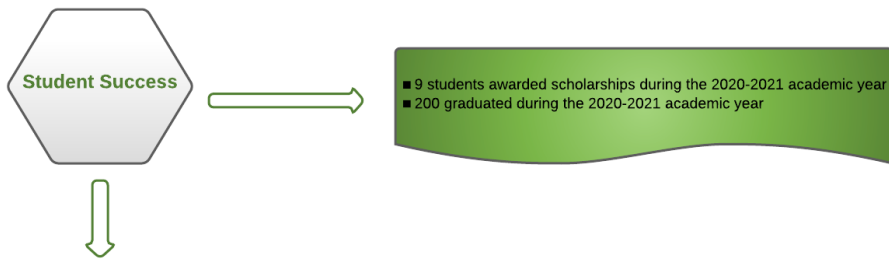 Student Success
■ 9 students awarded scholarships during the 2020-2021 academic year
■ 200 graduated during the 2020-2021 academic year